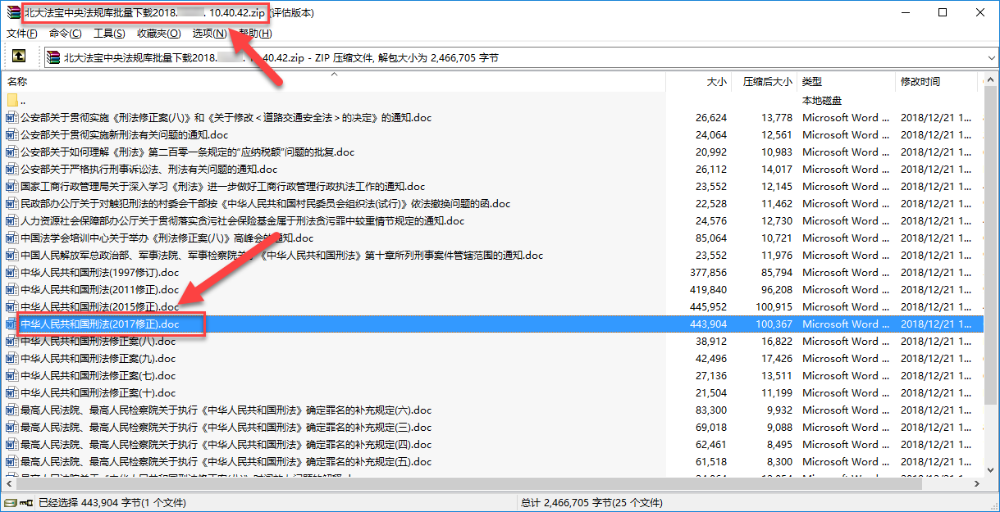 北大法宝中央法规库批量下载2018. . 10.40.42.zip (评估版本)
文件(F) 命令(C) 工具(S) 收藏夹(O) 选项(N) 帮助(H)
北大法宝中央法规库批量下载2018. 40.42.zip - ZIP 压缩文件, 解包大小为 2,466,705 字节
名称 大小 压缩后大小 类型 修改时间
.. 本地磁盘
公安部关于贯彻实施《刑法修正案(八)》和《关于修改<道路交通安全法>的决定》的通知.doc 26,624 13,778 Microsoft Word ... 2018/12/21 1...
公安部关于贯彻实施新刑法有关问题的通知.doc 24,064 12,561 Microsoft Word ... 2018/12/21 1...
公安部关于如何理解《刑法》第二百零一条规定的“应纳税额”问题的批复.doc 20,992 10,983 Microsoft Word ... 2018/12/21 1...
公安部关于严格执行刑事诉讼法、刑法有关问题的通知.doc 26,112 14,017 Microsoft Word ... 2018/12/21 1...
国家工商行政管理局关于深入学习《刑法》进一步做好工商行政管理行政执法工作的通知.doc 23,552 12,145 Microsoft Word ... 2018/12/21 1...
民政部办公厅关于对触犯刑法的村委会干部按《中华人民共和国村民委员会组织法(试行)》依法撤换问题的函.doc 22,528 11,462 Microsoft Word ... 2018/12/21 1...
人力资源社会保障部办公厅关于贯彻落实贪污社会保险基金属于刑法贪污罪中较重情节规定的通知.doc 24,576 12,730 Microsoft Word ... 2018/12/21 1...
中国法学会培训中心关于举办《刑法修正案(八)》高峰会的通知.doc 85,064 10,721 Microsoft Word ... 2018/12/21 1...
中国人民解放军总政治部、军事法院、军事检察院关于《中华人民共和国刑法》第十章所列刑事案件管辖范围的通知.doc 23,552 11,976 Microsoft Word ... 2018/12/21 1...
中华人民共和国刑法(1997修订).doc 377,856 85,794 Microsoft Word ... 2018/12/21 1...
中华人民共和国刑法(2011修正).doc 419,840 96,208 Microsoft Word ... 2018/12/21 1...
中华人民共和国刑法(2015修正).doc 445,952 100,915 Microsoft Word ... 2018/12/21 1...
中华人民共和国刑法(2017修正).doc 443,904 100,367 Microsoft Word ... 2018/12/21 1...
中华人民共和国刑法修正案(八).doc 38,912 16,822 Microsoft Word ... 2018/12/21 1...
中华人民共和国刑法修正案(九).doc 42,496 17,426 Microsoft Word ... 2018/12/21 1...
中华人民共和国刑法修正案(七).doc 27,136 13,511 Microsoft Word ... 2018/12/21 1...
中华人民共和国刑法修正案(十).doc 21,504 11,199 Microsoft Word ... 2018/12/21 1...
最高人民法院、最高人民检察院关于执行《中华人民共和国刑法》确定罪名的补充规定(六).doc 83,300 9,932 Microsoft Word ... 2018/12/21 1...
最高人民法院、最高人民检察院关于执行《中华人民共和国刑法》确定罪名的补充规定(三).doc 69,018 9,088 Microsoft Word ... 2018/12/21 1...
最高人民法院、最高人民检察院关于执行《中华人民共和国刑法》确定罪名的补充规定(四).doc 62,461 8,495 Microsoft Word ... 2018/12/21 1...
最高人民法院、最高人民检察院关于执行《中华人民共和国刑法》确定罪名的补充规定(五).doc 61,518 8,300 Microsoft Word ... 2018/12/21 1...
已经选择 443,904 字节(1 个文件) 总计 2,466,705 字节(25 个文件)